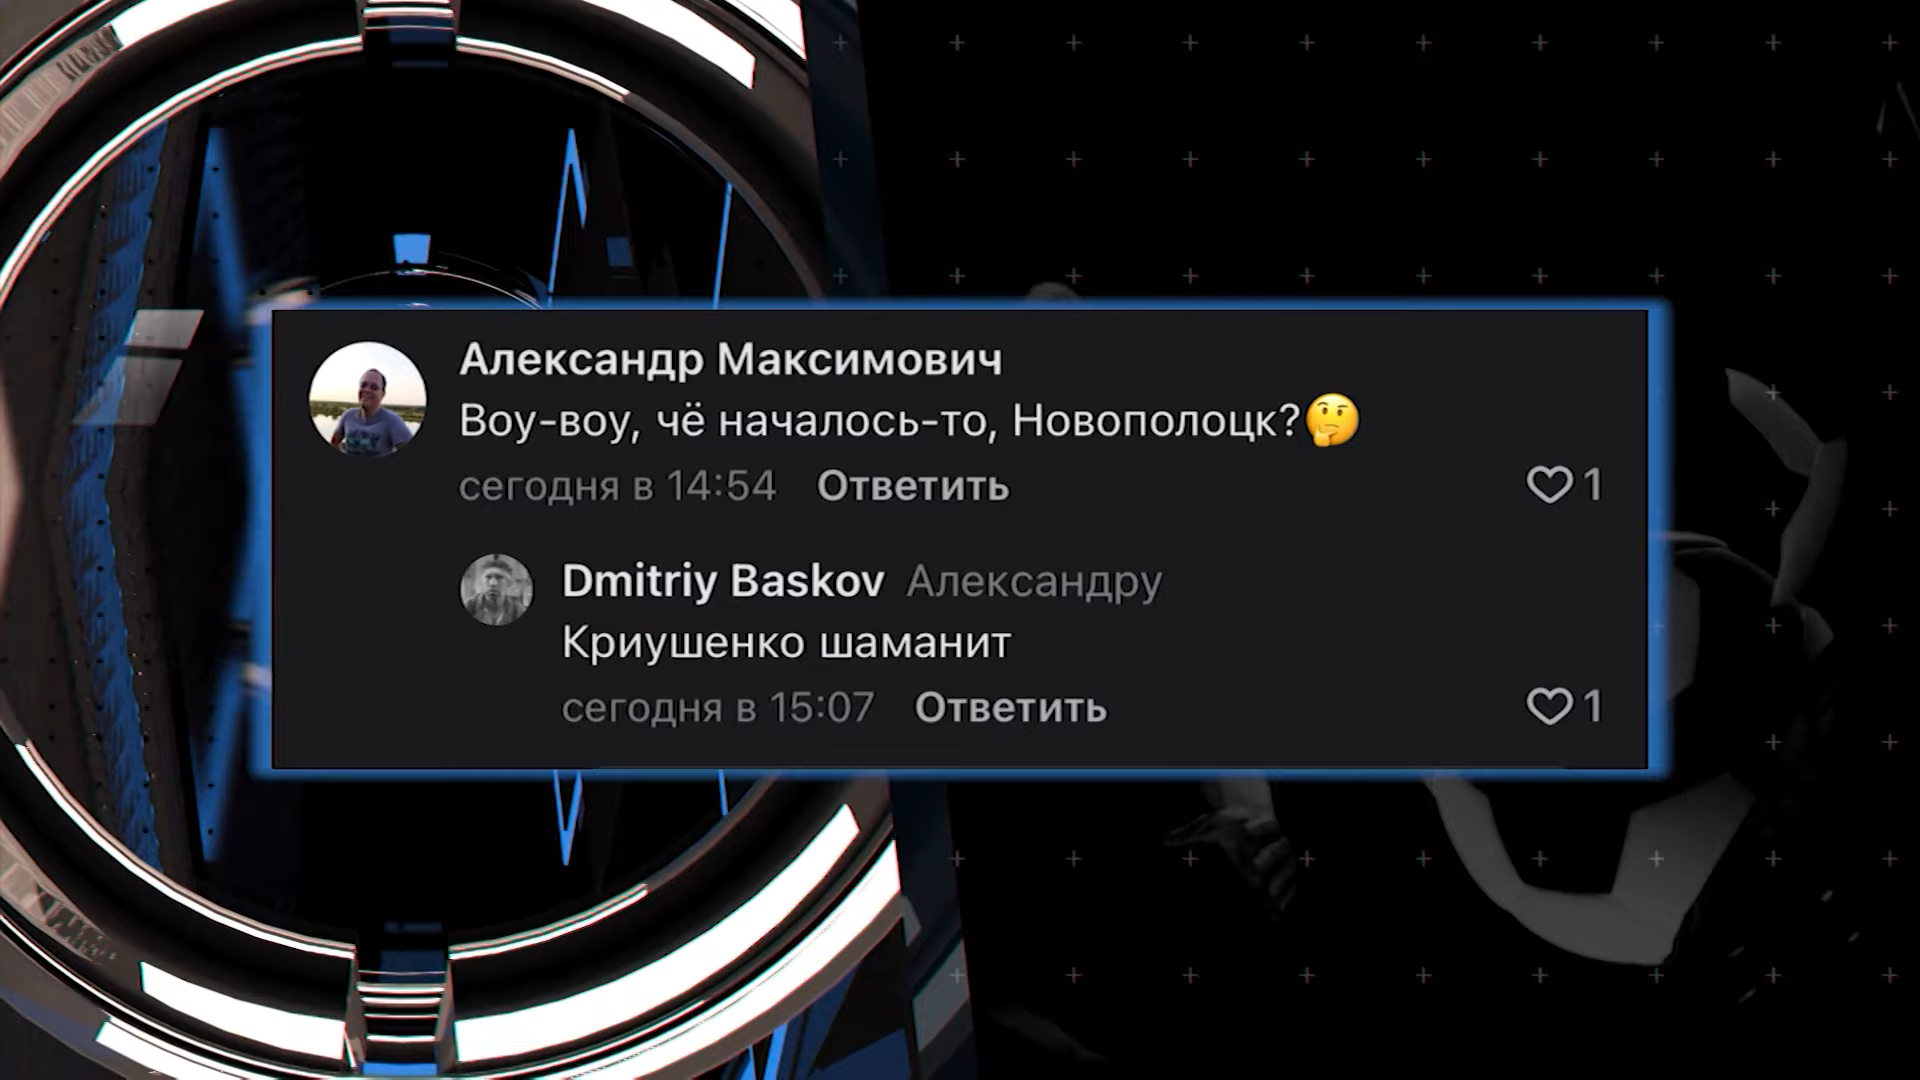 Александр Максимович
Воу-воу, чё началось-то, Новополоцк?🤔
сегодня в 14:54 Ответить 1
Dmitriy Baskov Александру
Криушенко шаманит
сегодня в 15:07 Ответить 1